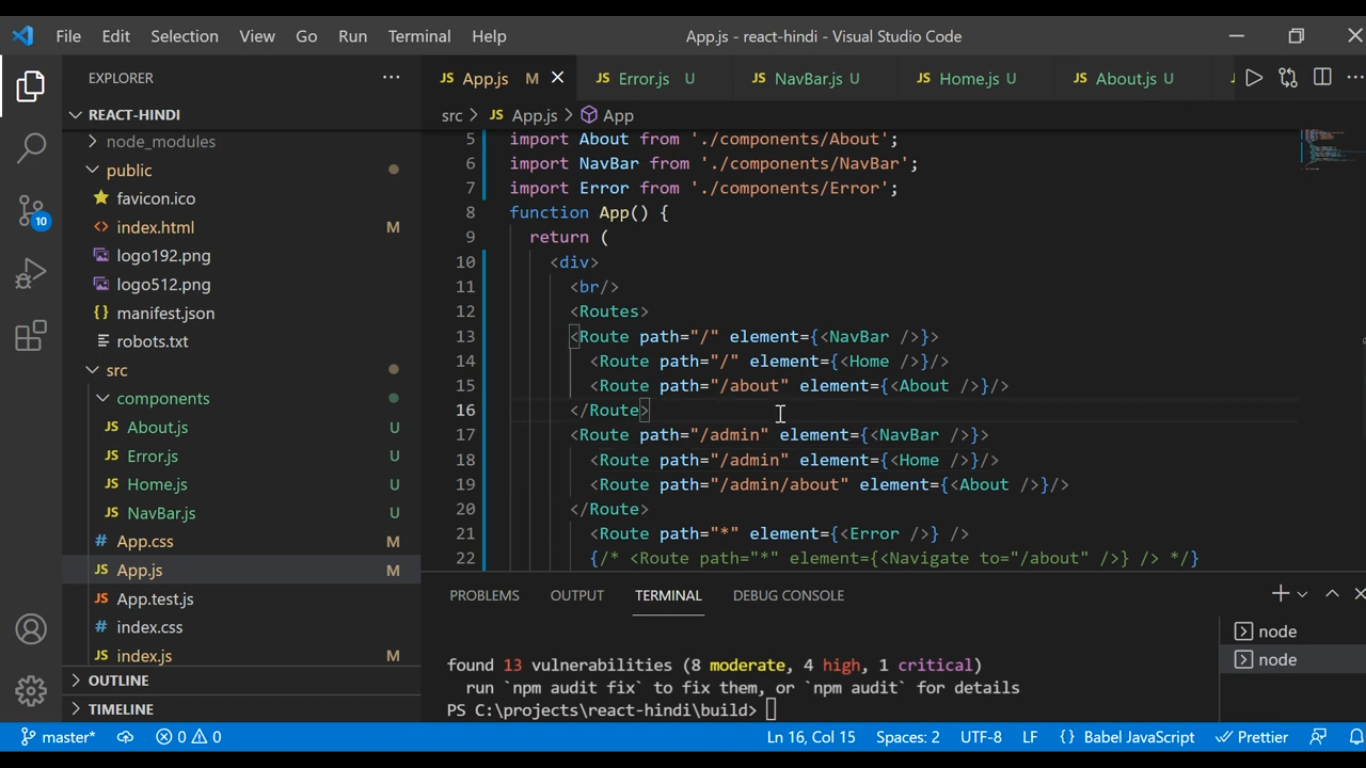 File Edit Selection View Go Run Terminal Help
App.js - react-hindi - Visual Studio Code
EXPLORER
REACT-HINDI
node_modules
public
favicon.ico
index.html M
logo192.png
logo512.png
manifest.json
robots.txt
src
components
JS About.js U
JS Error.js U
JS Home.js U
JS NavBar.js U
# App.css M
JS App.js M
JS App.test.js
# index.css
JS index.js M
OUTLINE
TIMELINE
10
JS App.js M JS Error.js U JS NavBar.js U JS Home.js U JS About.js U
src > JS App.js > App
5 import About from './components/About';
6 import NavBar from './components/NavBar';
7 import Error from './components/Error';
8 function App() {
9 return (
10 <div>
11 <br/>
12 <Routes>
13 <Route path="/" element={<NavBar />}>
14 <Route path="/" element={<Home />}/>
15 <Route path="/about" element={<About />}/>
16 </Route>
17 <Route path="/admin" element={<NavBar />}>
18 <Route path="/admin" element={<Home />}/>
19 <Route path="/admin/about" element={<About />}/>
20 </Route>
21 <Route path="*" element={<Error />} />
22 {/* <Route path="*" element={<Navigate to="/about" />} /> */}
PROBLEMS OUTPUT TERMINAL DEBUG CONSOLE
found 13 vulnerabilities (8 moderate, 4 high, 1 critical)
run `npm audit fix` to fix them, or `npm audit` for details
PS C:\projects\react-hindi\build>
node
node
master* 0 0 Ln 16, Col 15 Spaces: 2 UTF-8 LF {} Babel JavaScript Prettier